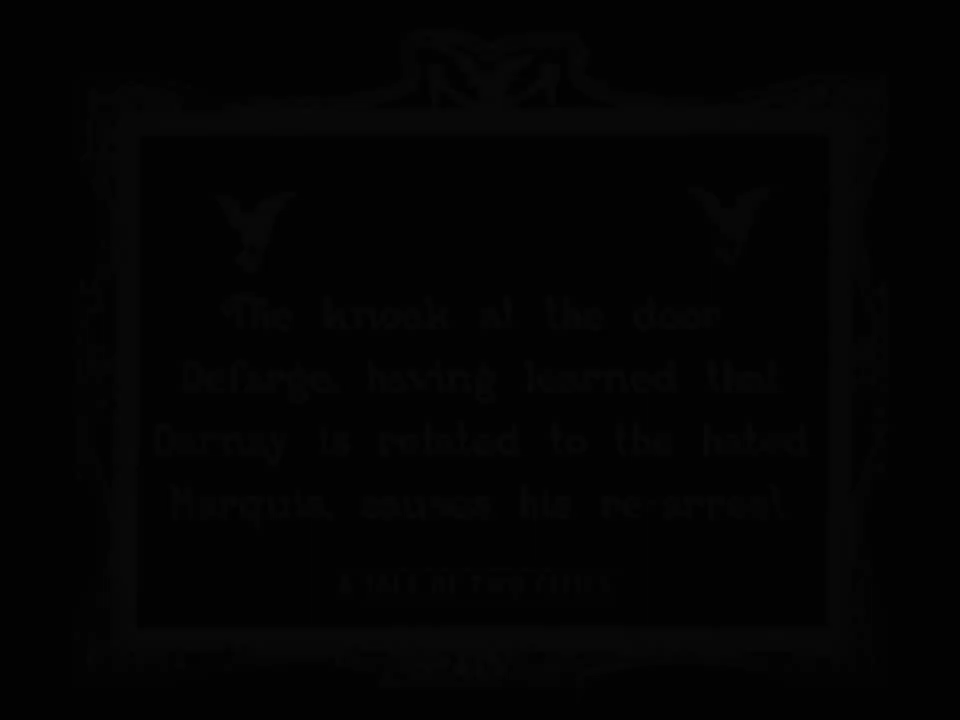 The knock at the door
Defarge, having learned that
Darnay is related to the hated
Marquis, causes his re-arrest
A TALE OF TWO CITIES